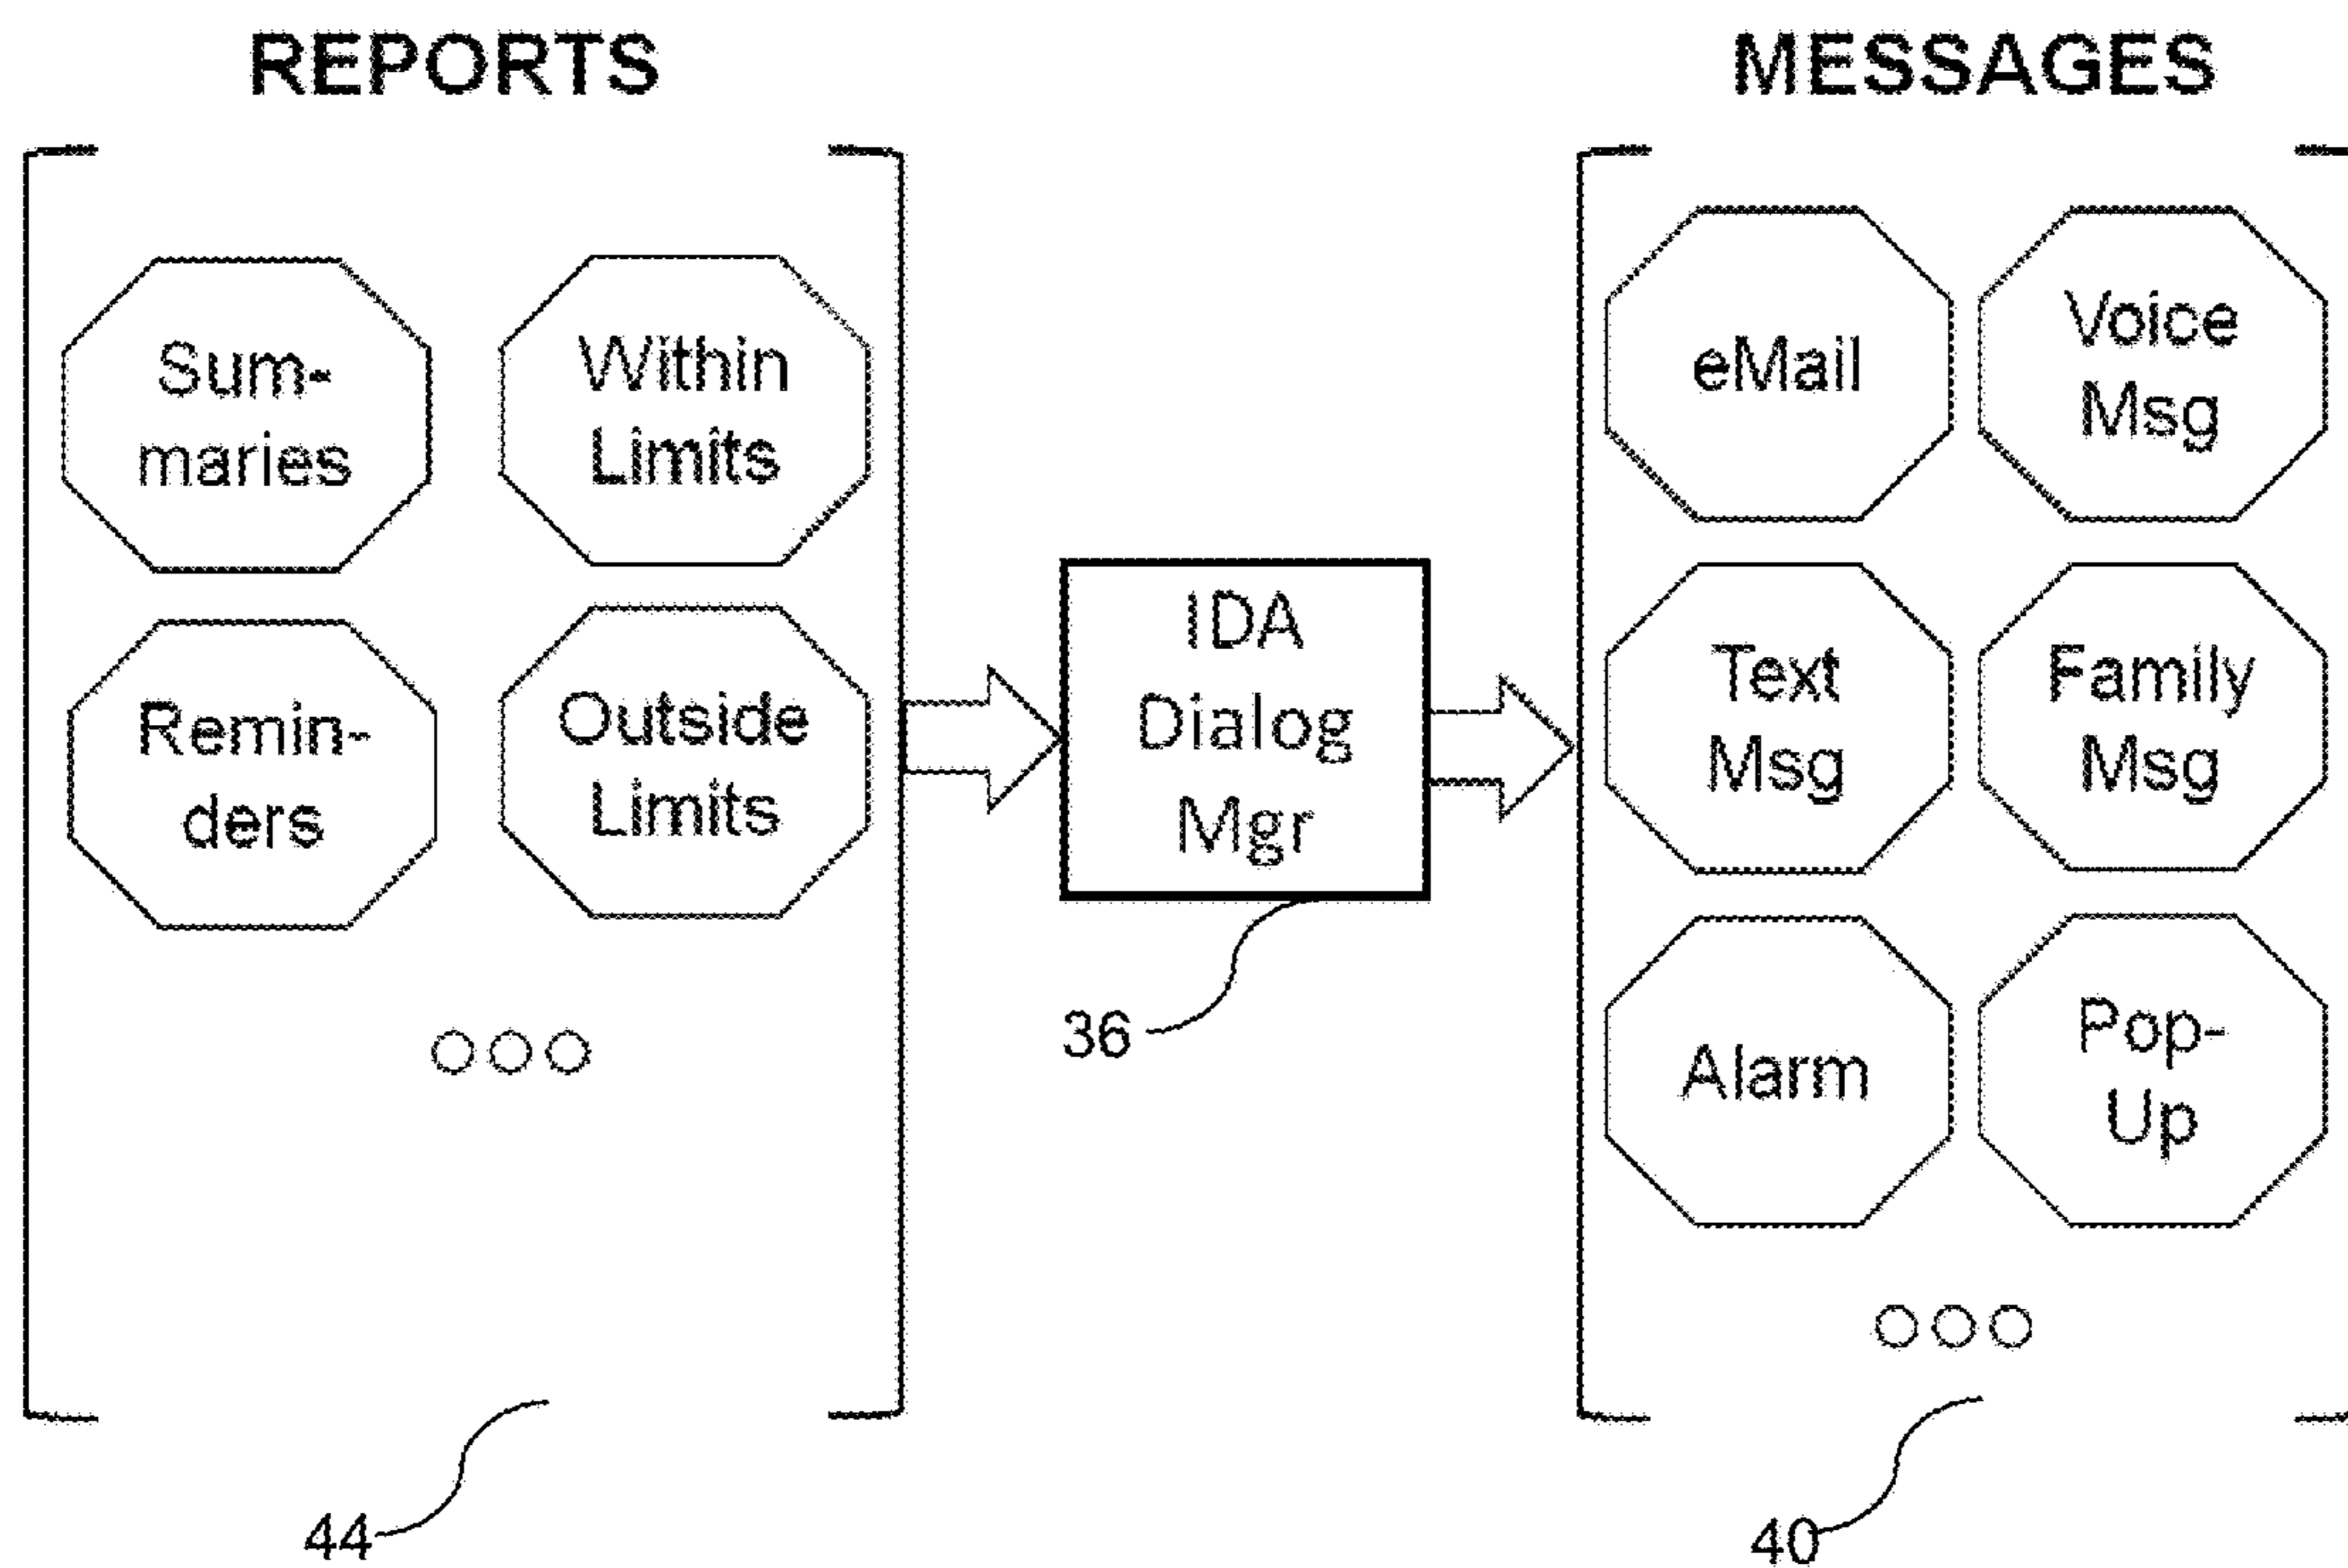 REPORTS
Sum-
maries
Within
Limits
Remin-
ders
Outside
Limits
44
IDA
Dialog
Mgr
36
MESSAGES
eMail
Voice
Msg
Text
Msg
Family
Msg
Alarm
Pop-
Up
40